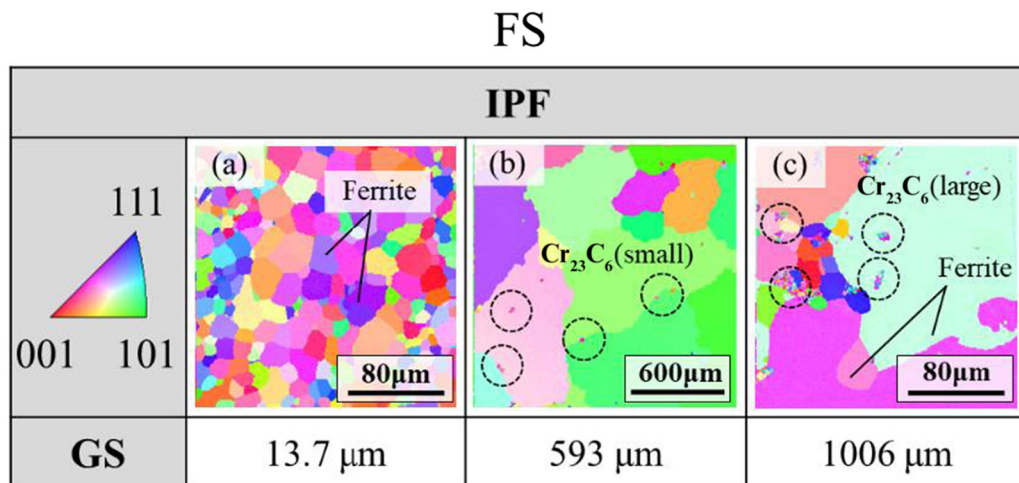 FS
IPF
111
001 101
(a)
Ferrite
80μm
(b)
Cr₂₃C₆(small)
600μm
(c)
Cr₂₃C₆(large)
Ferrite
80μm
GS 13.7 μm 593 μm 1006 μm